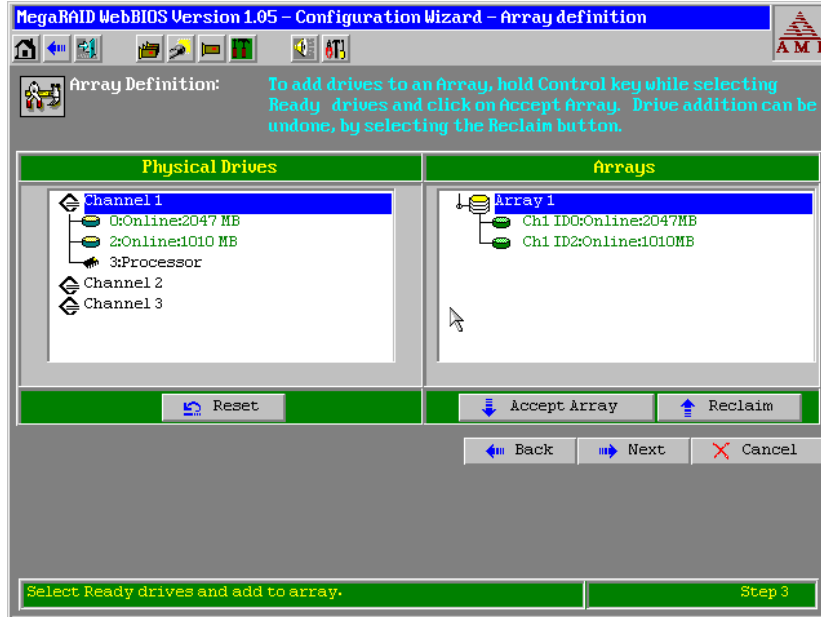 MegaRAID WebBIOS Version 1.05 – Configuration Wizard – Array definition
AMI
Array Definition:
To add drives to an Array, hold Control key while selecting
Ready drives and click on Accept Array. Drive addition can be
undone, by selecting the Reclaim button.
Physical Drives
Channel 1
0:Online:2047 MB
2:Online:1010 MB
3:Processor
Channel 2
Channel 3
Reset
Arrays
Array 1
Ch1 ID0:Online:2047MB
Ch1 ID2:Online:1010MB
Accept Array
Reclaim
Back
Next
Cancel
Select Ready drives and add to array.
Step 3